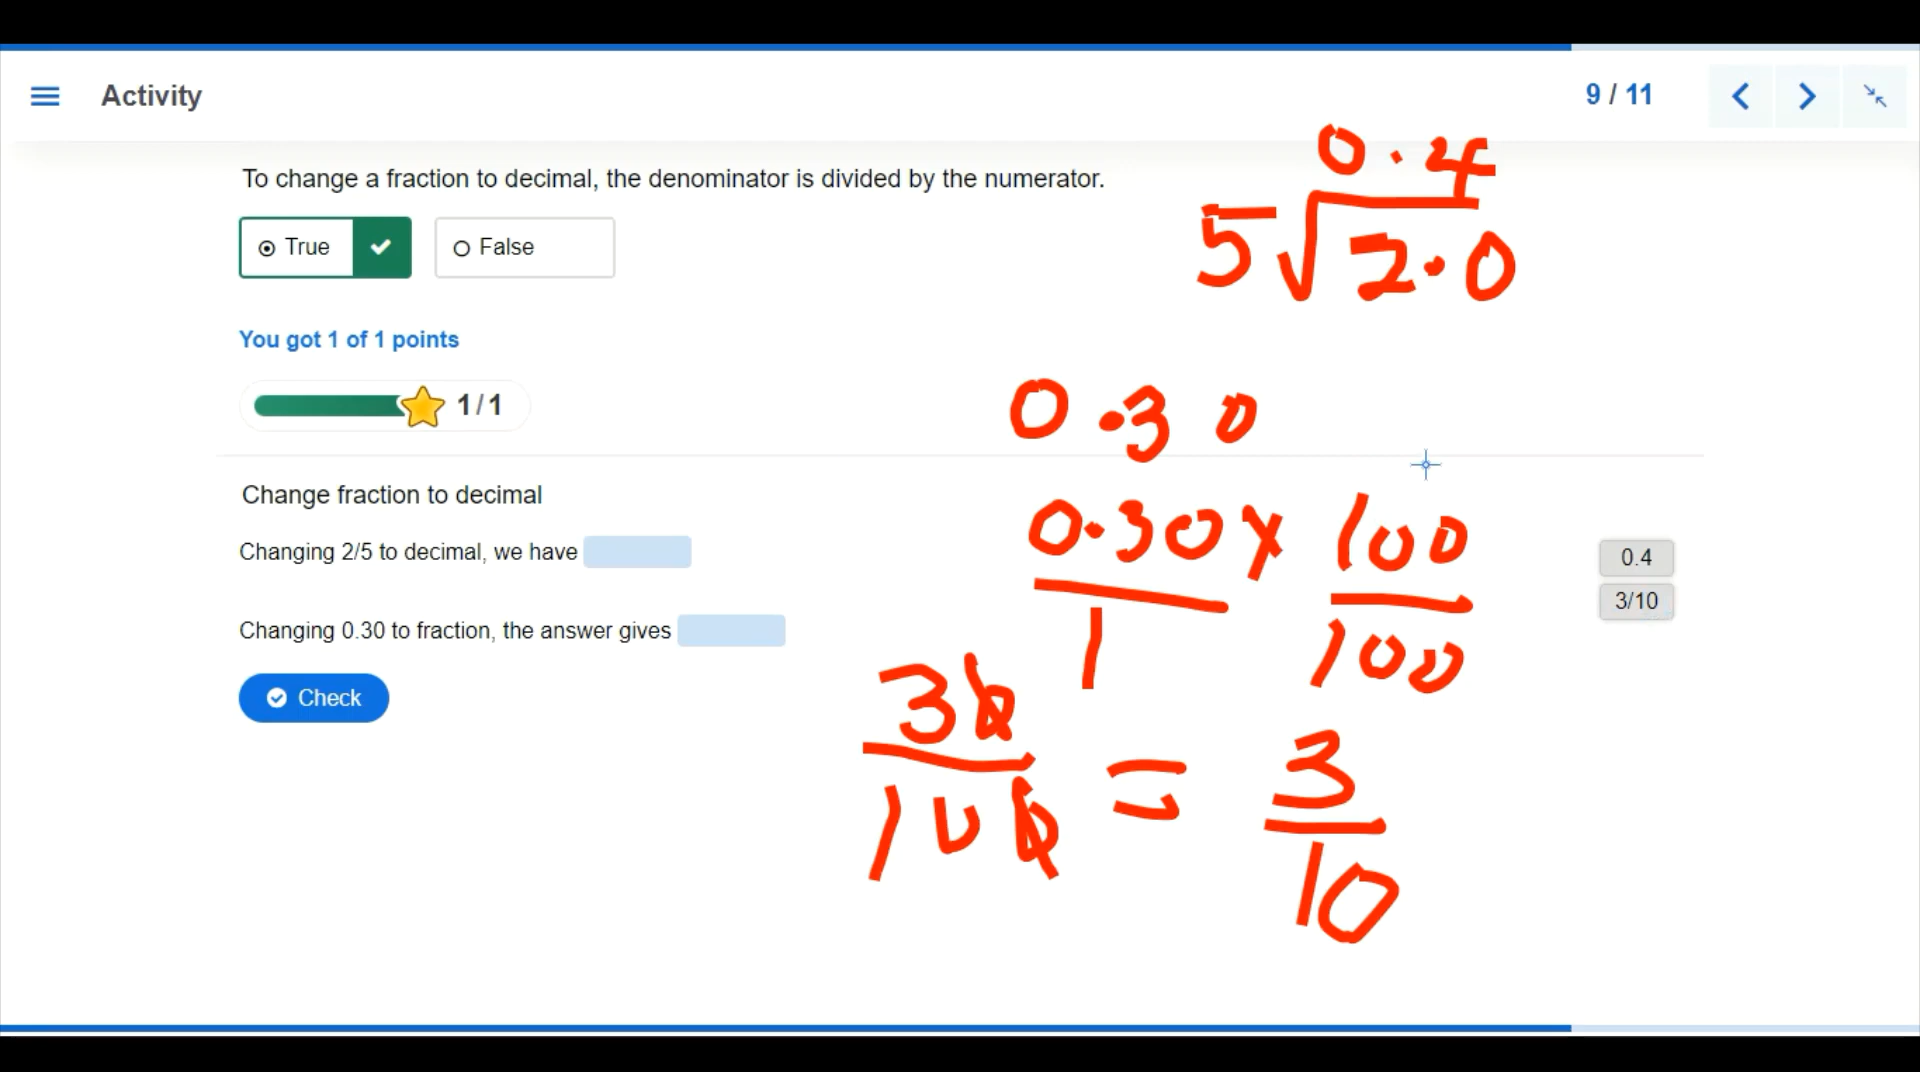 Activity
9 / 11
To change a fraction to decimal, the denominator is divided by the numerator.
True
False
You got 1 of 1 points
1/1
Change fraction to decimal
Changing 2/5 to decimal, we have
Changing 0.30 to fraction, the answer gives
Check
0.4
3/10
0.4
5√2.0
0.30
0.30 x 100
1 100
30 = 3
100 10